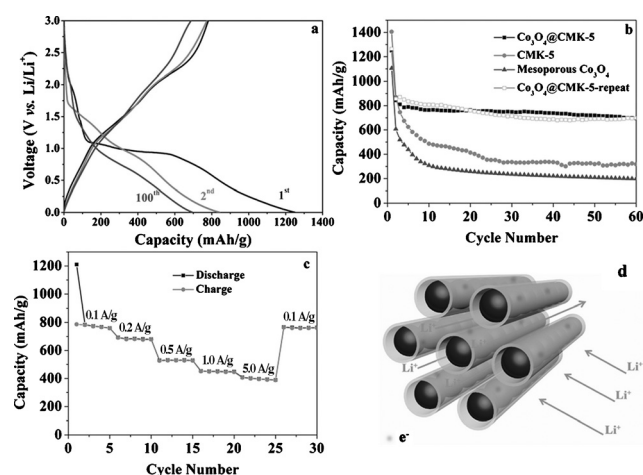 a
3.0
2.5
2.0
1.5
1.0
0.5
0.0
Voltage (V vs. Li/Li⁺)
100th
2nd
1st
0 200 400 600 800 1000 1200 1400
Capacity (mAh/g)
b
1400
1200
1000
800
600
400
200
0
Capacity (mAh/g)
Co₃O₄@CMK-5
CMK-5
Mesoporous Co₃O₄
Co₃O₄@CMK-5-repeat
0 10 20 30 40 50 60
Cycle Number
c
1200
1000
800
600
400
200
0
Capacity (mAh/g)
Discharge
Charge
0.1 A/g
0.2 A/g
0.5 A/g
1.0 A/g
5.0 A/g
0.1 A/g
0 5 10 15 20 25 30
Cycle Number
d
Li⁺
Li⁺
Li⁺
Li⁺
Li⁺
Li⁺
e⁻